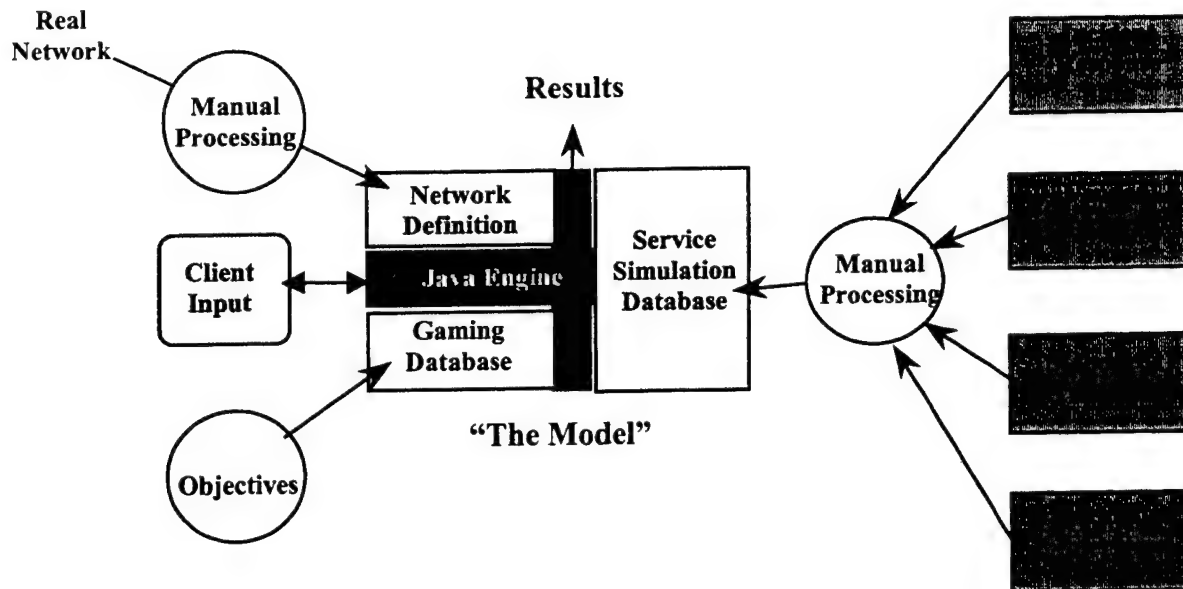 Real
Network
Manual
Processing
Results
Network
Definition
Client
Input
Java Engine
Gaming
Database
Service
Simulation
Database
Manual
Processing
"The Model"
Objectives